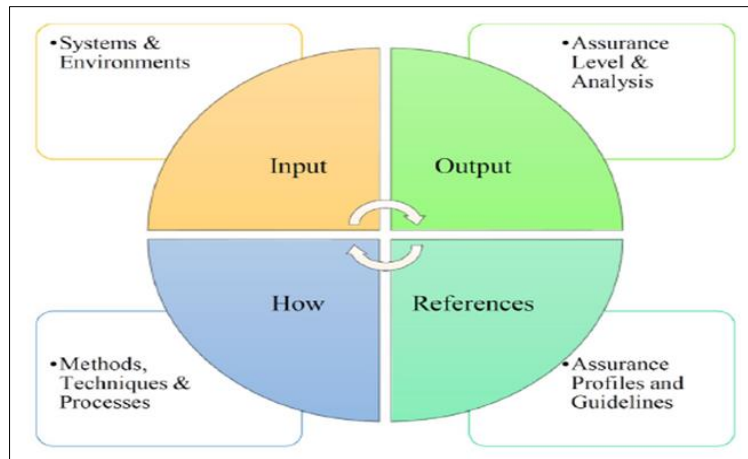 •Systems &
Environments
•Assurance
Level &
Analysis
Input
Output
How
References
•Methods,
Techniques &
Processes
•Assurance
Profiles and
Guidelines